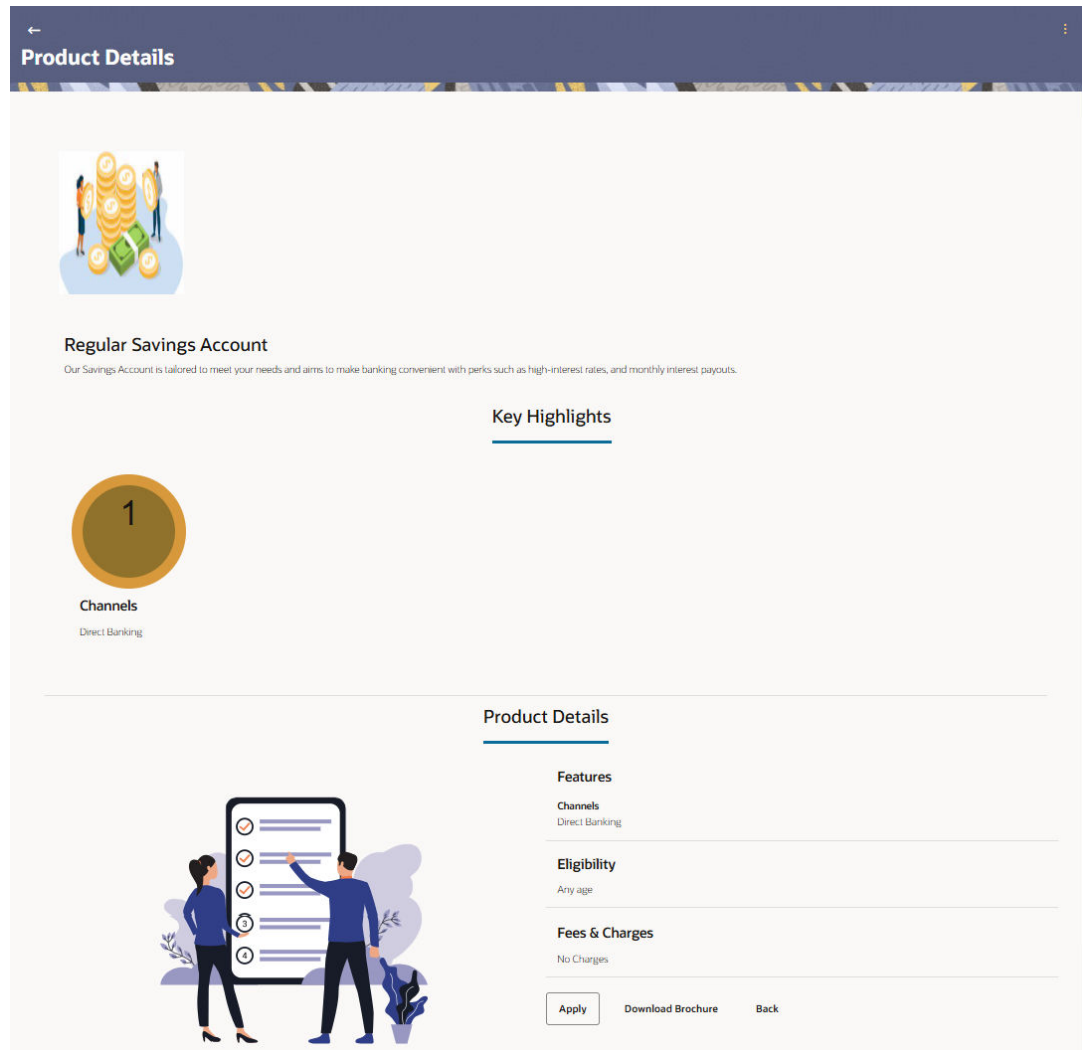 Product Details
Regular Savings Account
Our Savings Account is tailored to meet your needs and aims to make banking convenient with perks such as high-interest rates, and monthly interest payouts.
Key Highlights
1
Channels
Direct Banking
Product Details
Features
Channels
Direct Banking
Eligibility
Any age
Fees & Charges
No Charges
3
4
Apply Download Brochure Back